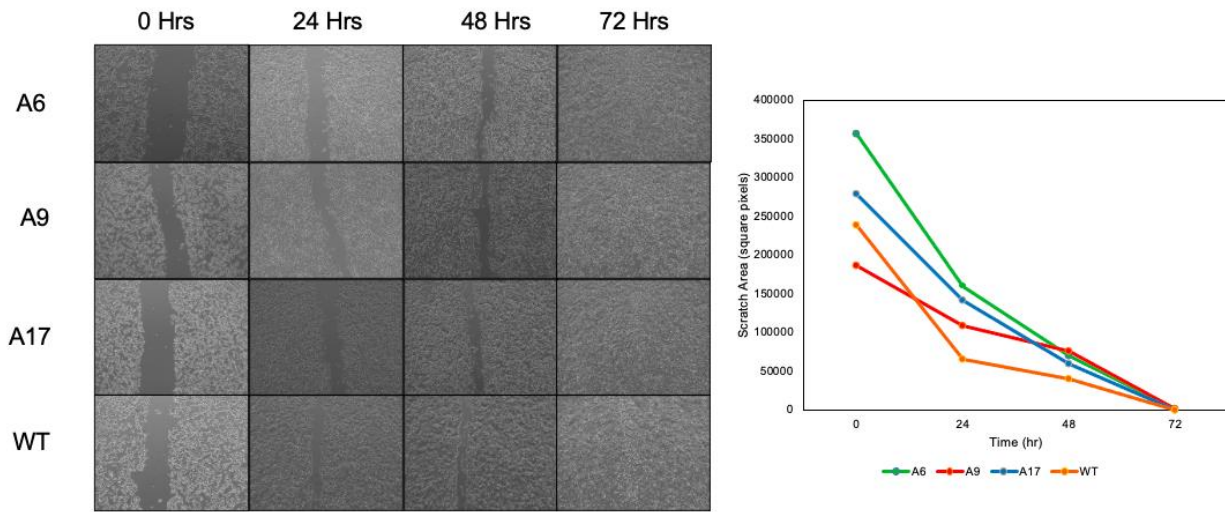 0 Hrs 24 Hrs 48 Hrs 72 Hrs
A6
A9
A17
WT
400000
350000
300000
250000
200000
150000
100000
50000
0
Scratch Area (square pixels)
0 24 48 72
Time (hr)
A6 A9 A17 WT